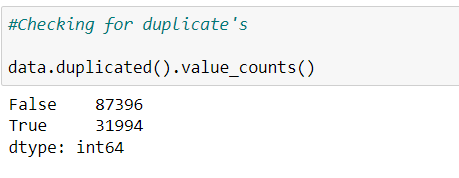 #Checking for duplicate's
data.duplicated().value_counts()
False    87396
True     31994
dtype: int64